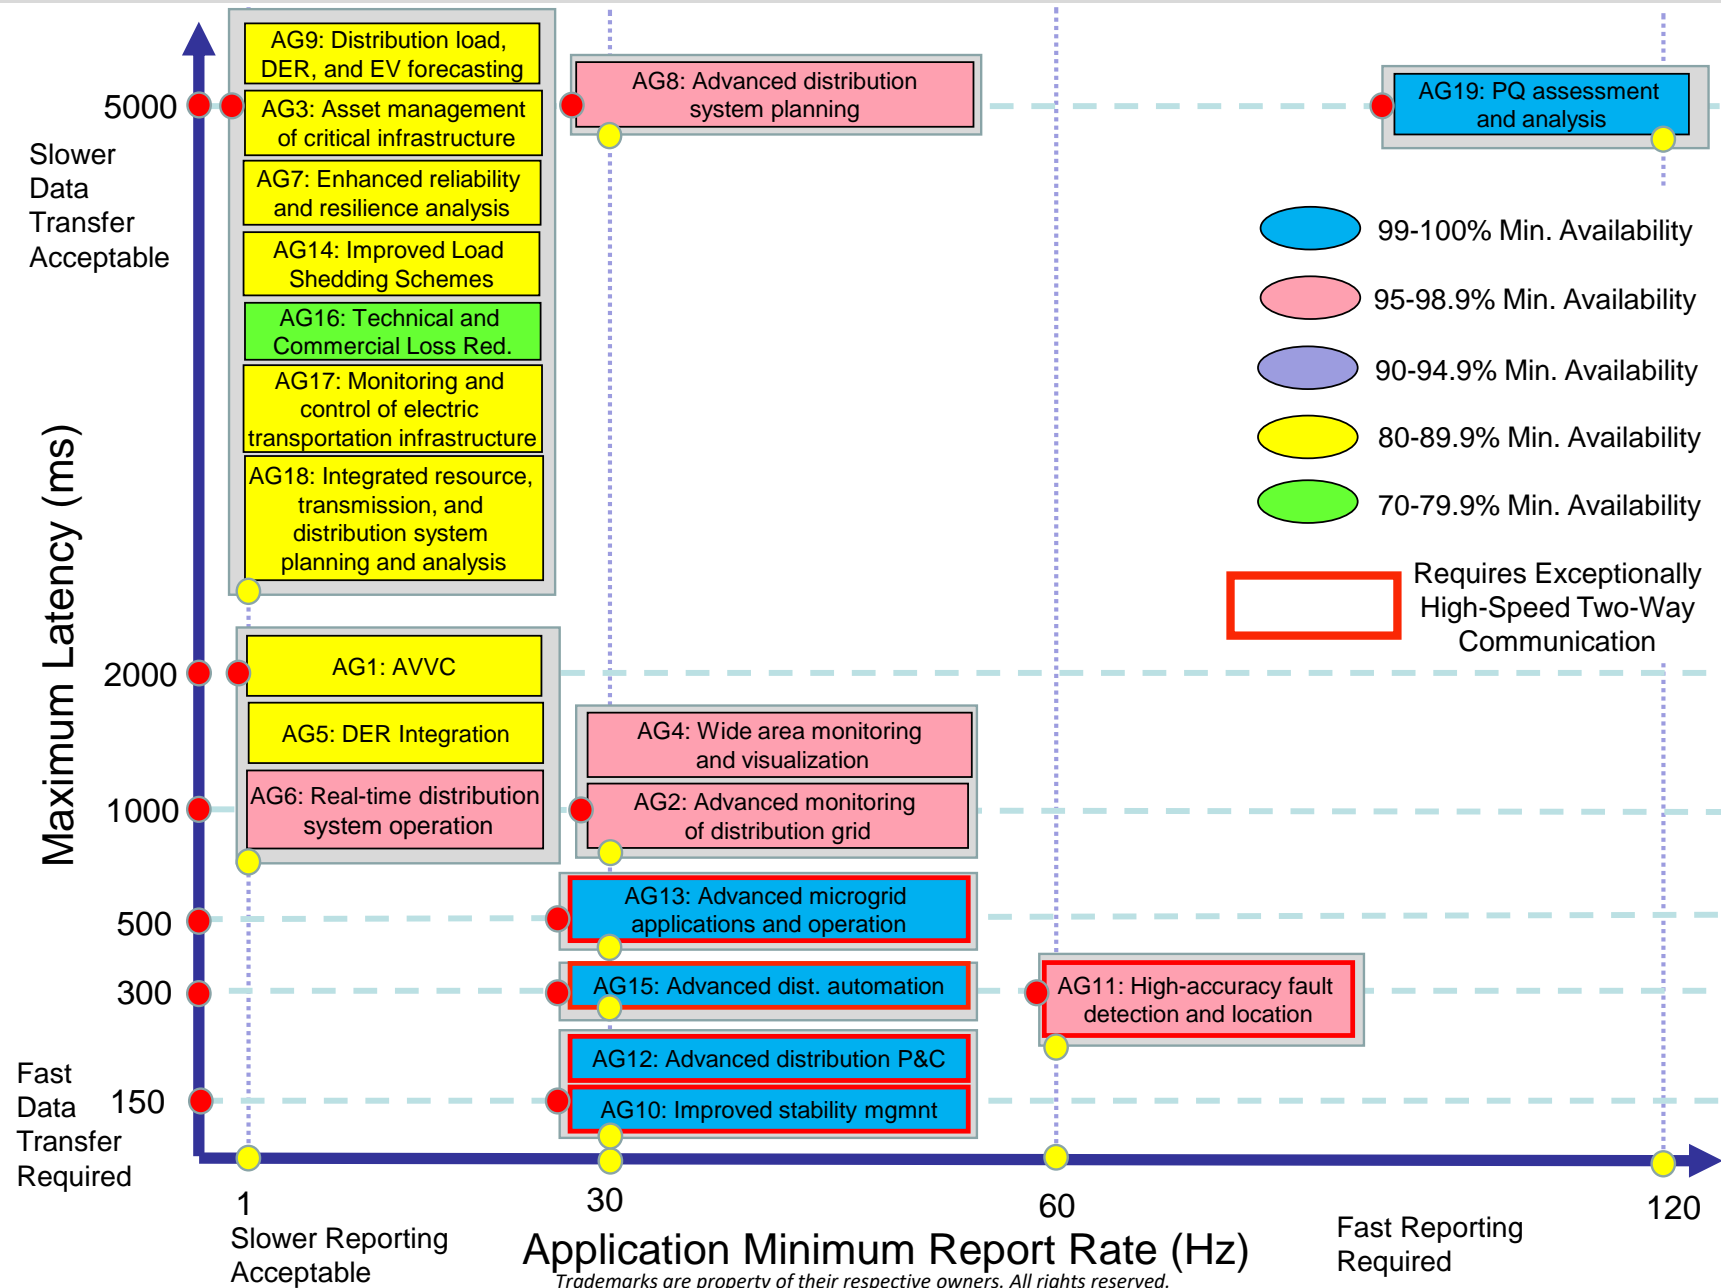 AG9: Distribution load,
DER, and EV forecasting
AG3: Asset management
of critical infrastructure
AG7: Enhanced reliability
and resilience analysis
AG14: Improved Load
Shedding Schemes
AG16: Technical and
Commercial Loss Red.
AG17: Monitoring and
control of electric
transportation infrastructure
AG18: Integrated resource,
transmission, and
distribution system
planning and analysis
AG8: Advanced distribution
system planning
AG19: PQ assessment
and analysis
5000
Slower
Data
Transfer
Acceptable
99-100% Min. Availability
95-98.9% Min. Availability
90-94.9% Min. Availability
80-89.9% Min. Availability
70-79.9% Min. Availability
Requires Exceptionally
High-Speed Two-Way
Communication
Maximum Latency (ms)
2000
AG1: AVVC
AG5: DER Integration
AG6: Real-time distribution
system operation
AG4: Wide area monitoring
and visualization
AG2: Advanced monitoring
of distribution grid
1000
AG13: Advanced microgrid
applications and operation
500
AG15: Advanced dist. automation
300
AG11: High-accuracy fault
detection and location
AG12: Advanced distribution P&C
AG10: Improved stability mgmnt
150
Fast
Data
Transfer
Required
1
30
60
120
Slower Reporting
Acceptable
Application Minimum Report Rate (Hz)
Fast Reporting
Required
Trademarks are property of their respective owners. All rights reserved.